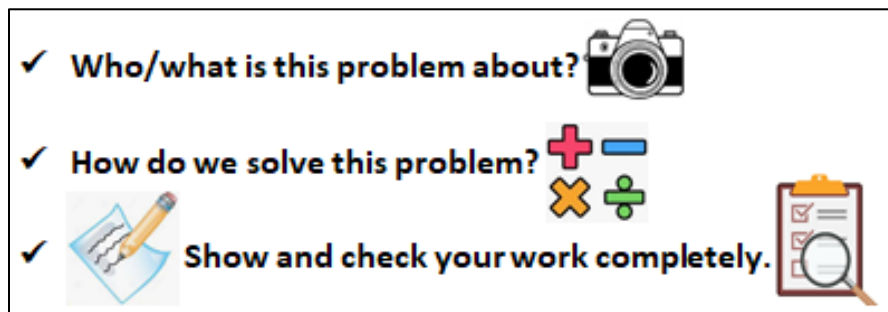 ✓ Who/what is this problem about?
✓ How do we solve this problem?
✓ Show and check your work completely.